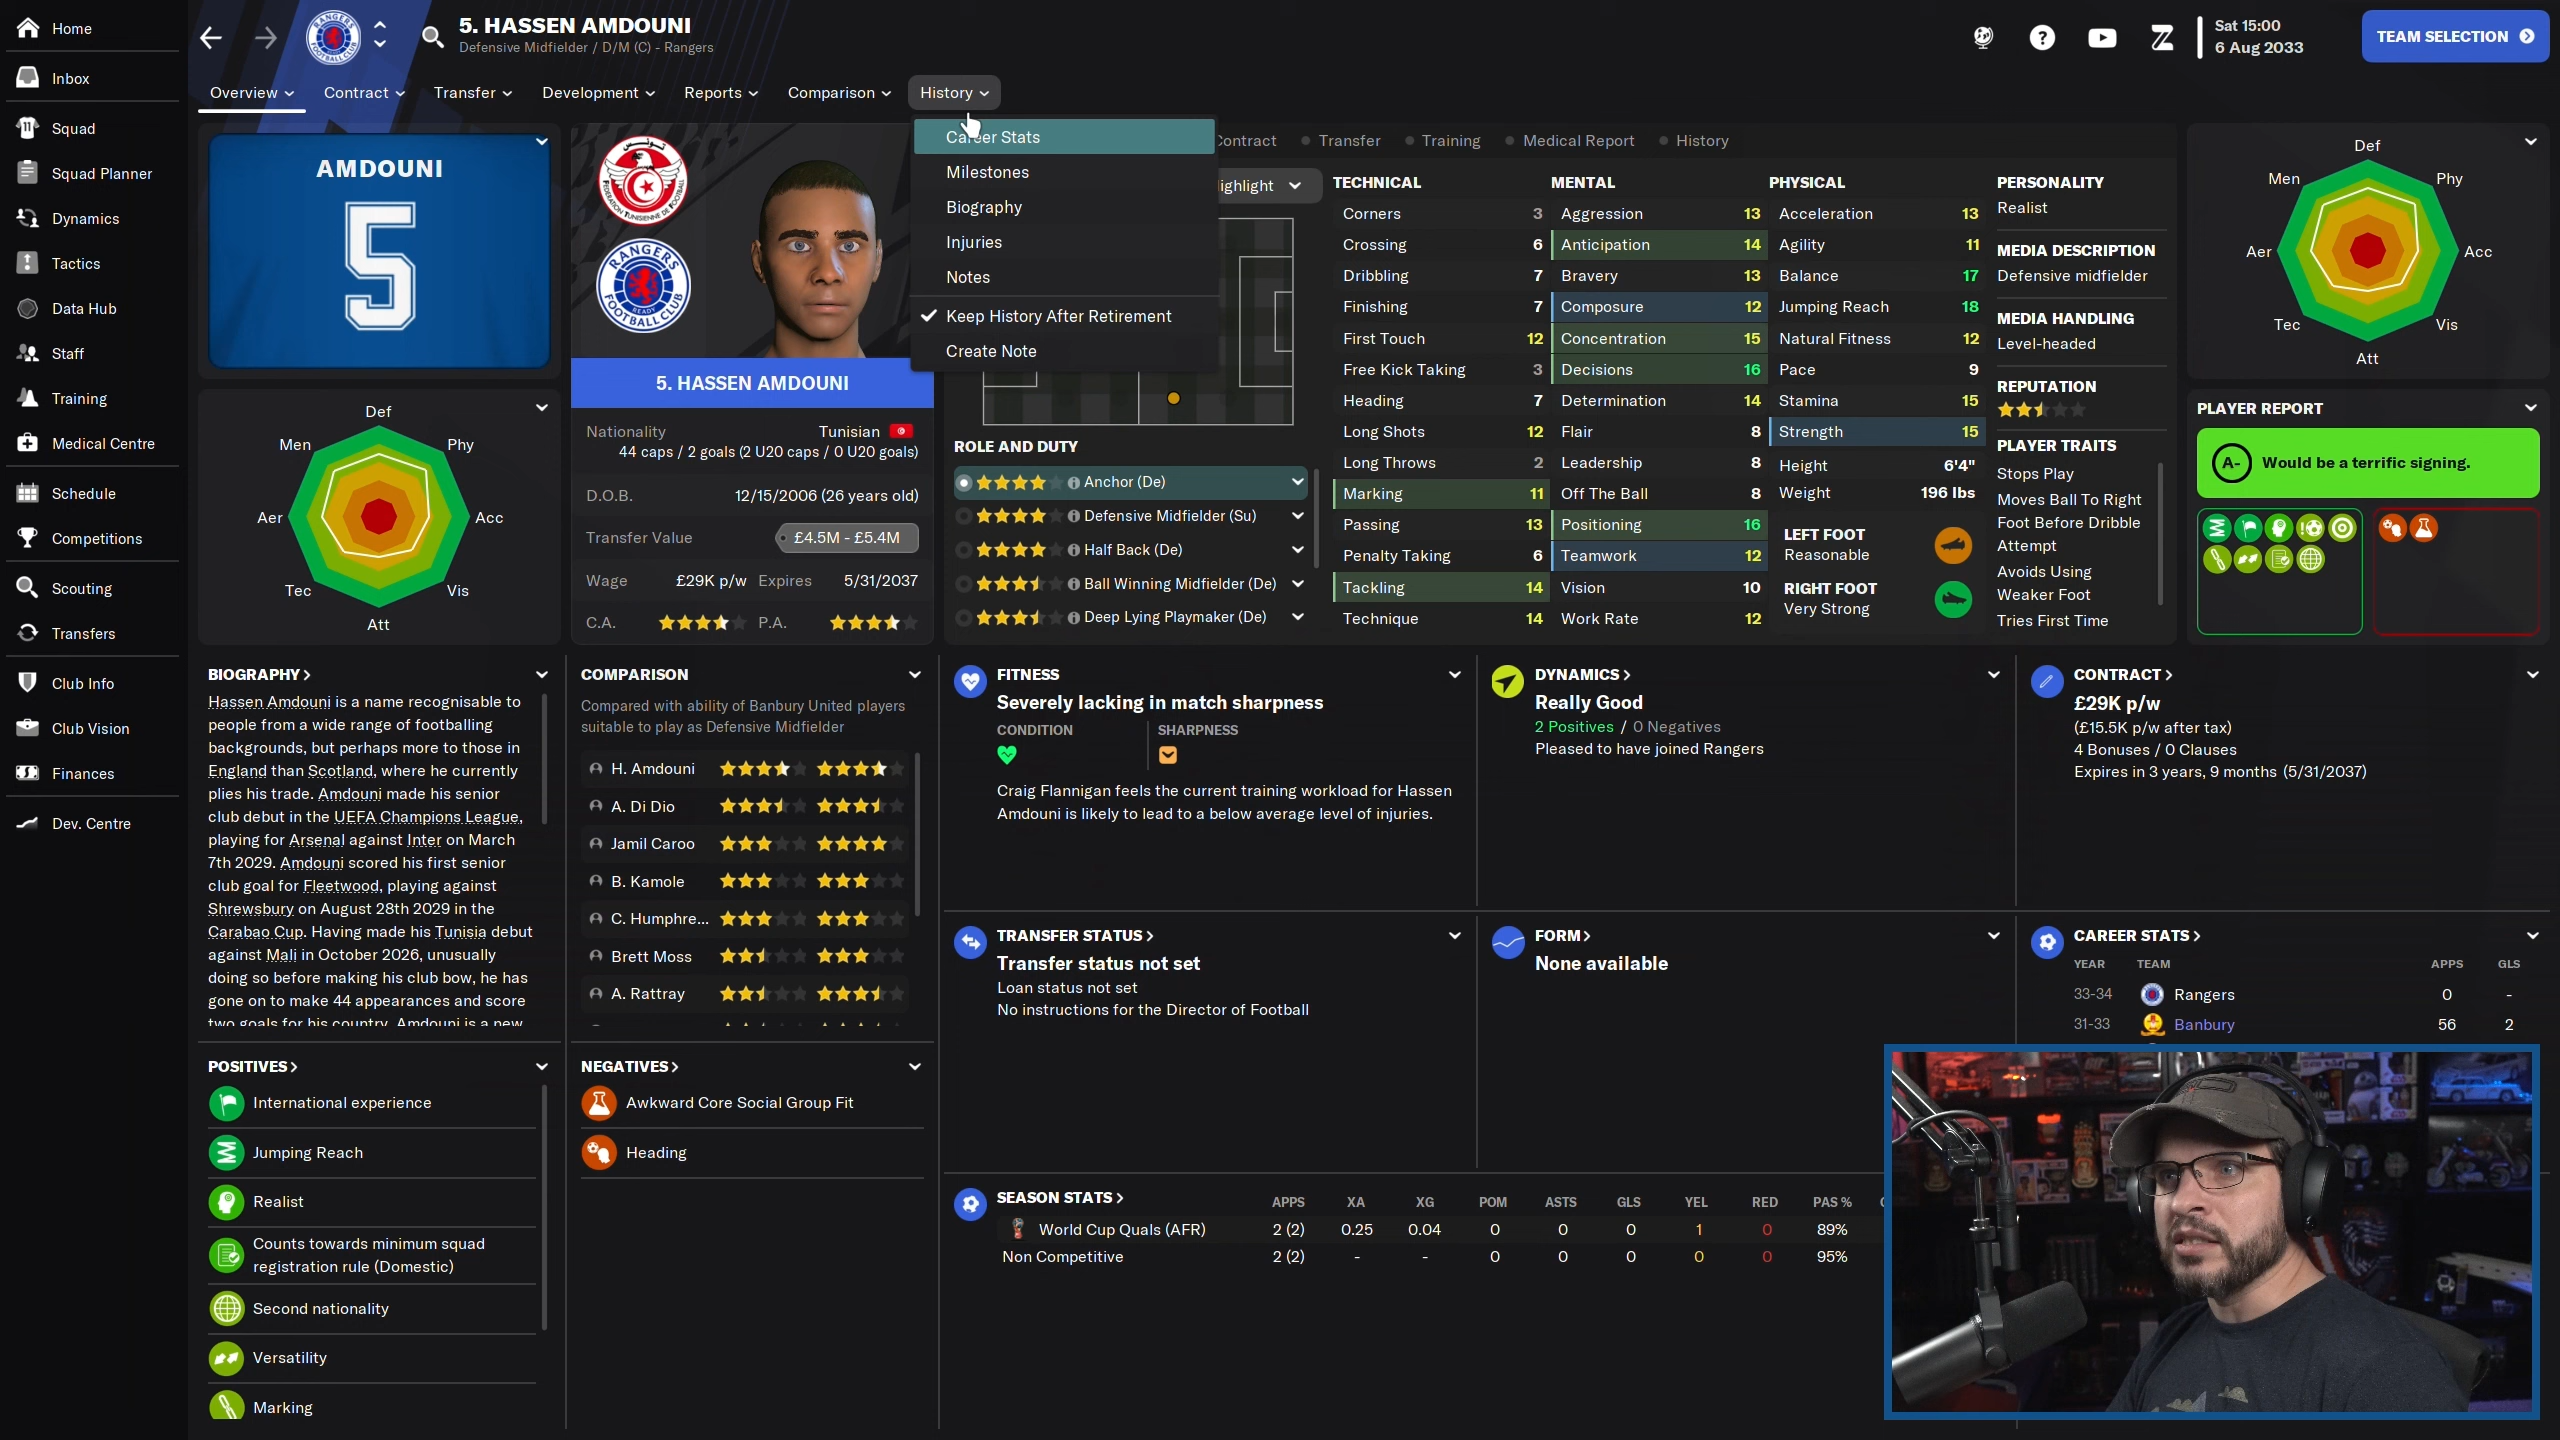 Home
Inbox
Squad
Squad Planner
Dynamics
Tactics
Data Hub
Staff
Training
Medical Centre
Schedule
Competitions
Scouting
Transfers
Club Info
Club Vision
Finances
Dev. Centre
5. HASSEN AMDOUNI
Defensive Midfielder / D/M (C) - Rangers
Sat 15:00
6 Aug 2033
TEAM SELECTION
Overview
Contract
Transfer
Development
Reports
Comparison
History
Career Stats
Milestones
Biography
Injuries
Notes
Keep History After Retirement
Create Note
AMDOUNI
5
Def
Men Phy
Aer Acc
Tec Vis
Att
RANGERS
FOOTBALL CLUB
READY
5. HASSEN AMDOUNI
Nationality Tunisian
44 caps / 2 goals (2 U20 caps / 0 U20 goals)
D.O.B. 12/15/2006 (26 years old)
Transfer Value £4.5M - £5.4M
Wage £29K p/w Expires 5/31/2037
C.A. P.A.
Contract Transfer Training Medical Report History
ighlight
ROLE AND DUTY
Anchor (De)
Defensive Midfielder (Su)
Half Back (De)
Ball Winning Midfielder (De)
Deep Lying Playmaker (De)
TECHNICAL
Corners 3
Crossing 6
Dribbling 7
Finishing 7
First Touch 12
Free Kick Taking 3
Heading 7
Long Shots 12
Long Throws 2
Marking 11
Passing 13
Penalty Taking 6
Tackling 14
Technique 14
MENTAL
Aggression 13
Anticipation 14
Bravery 13
Composure 12
Concentration 15
Decisions 16
Determination 14
Flair 8
Leadership 8
Off The Ball 8
Positioning 16
Teamwork 12
Vision 10
Work Rate 12
PHYSICAL
Acceleration 13
Agility 11
Balance 17
Jumping Reach 18
Natural Fitness 12
Pace 9
Stamina 15
Strength 15
Height 6'4"
Weight 196 lbs
LEFT FOOT
Reasonable
RIGHT FOOT
Very Strong
PERSONALITY
Realist
MEDIA DESCRIPTION
Defensive midfielder
MEDIA HANDLING
Level-headed
REPUTATION
PLAYER TRAITS
Stops Play
Moves Ball To Right
Foot Before Dribble
Attempt
Avoids Using
Weaker Foot
Tries First Time
Def
Men Phy
Aer Acc
Tec Vis
Att
PLAYER REPORT
A- Would be a terrific signing.
BIOGRAPHY
Hassen Amdouni is a name recognisable to
people from a wide range of footballing
backgrounds, but perhaps more to those in
England than Scotland, where he currently
plies his trade. Amdouni made his senior
club debut in the UEFA Champions League,
playing for Arsenal against Inter on March
7th 2029. Amdouni scored his first senior
club goal for Fleetwood, playing against
Shrewsbury on August 28th 2029 in the
Carabao Cup. Having made his Tunisia debut
against Mali in October 2026, unusually
doing so before making his club bow, he has
gone on to make 44 appearances and score
two goals for his country. Amdouni is a new
COMPARISON
Compared with ability of Banbury United players
suitable to play as Defensive Midfielder
H. Amdouni
A. Di Dio
Jamil Caroo
B. Kamole
C. Humphre...
Brett Moss
A. Rattray
FITNESS
Severely lacking in match sharpness
CONDITION SHARPNESS
Craig Flannigan feels the current training workload for Hassen
Amdouni is likely to lead to a below average level of injuries.
DYNAMICS
Really Good
2 Positives / 0 Negatives
Pleased to have joined Rangers
CONTRACT
£29K p/w
(£15.5K p/w after tax)
4 Bonuses / 0 Clauses
Expires in 3 years, 9 months (5/31/2037)
TRANSFER STATUS
Transfer status not set
Loan status not set
No instructions for the Director of Football
FORM
None available
CAREER STATS
YEAR TEAM APPS GLS
33-34 Rangers 0 -
31-33 Banbury 56 2
POSITIVES
International experience
Jumping Reach
Realist
Counts towards minimum squad
registration rule (Domestic)
Second nationality
Versatility
Marking
NEGATIVES
Awkward Core Social Group Fit
Heading
SEASON STATS APPS XA XG POM ASTS GLS YEL RED PAS %
World Cup Quals (AFR) 2 (2) 0.25 0.04 0 0 0 1 0 89%
Non Competitive 2 (2) - - 0 0 0 0 0 95%